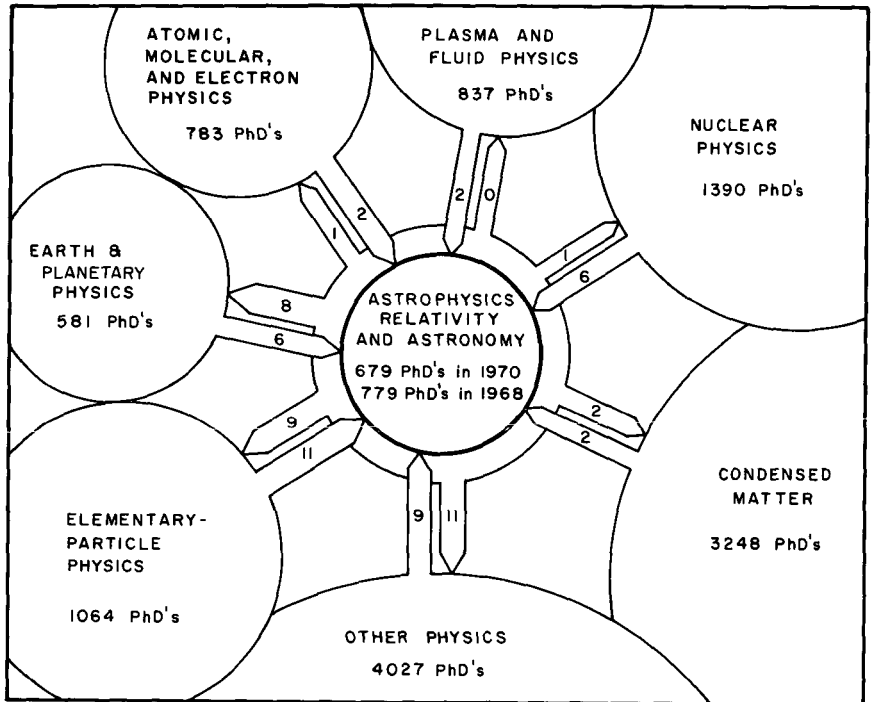 ATOMIC,
MOLECULAR,
AND ELECTRON
PHYSICS
783 PhD's
PLASMA AND
FLUID PHYSICS
837 PhD's
NUCLEAR
PHYSICS
1390 PhD's
2
1
2
0
1
6
EARTH &
PLANETARY
PHYSICS
581 PhD's
8
6
ASTROPHYSICS
RELATIVITY
AND ASTRONOMY
679 PhD's in 1970
779 PhD's in 1968
2
2
9
11
9
11
CONDENSED
MATTER
3248 PhD's
ELEMENTARY-
PARTICLE
PHYSICS
1064 PhD's
OTHER PHYSICS
4027 PhD's